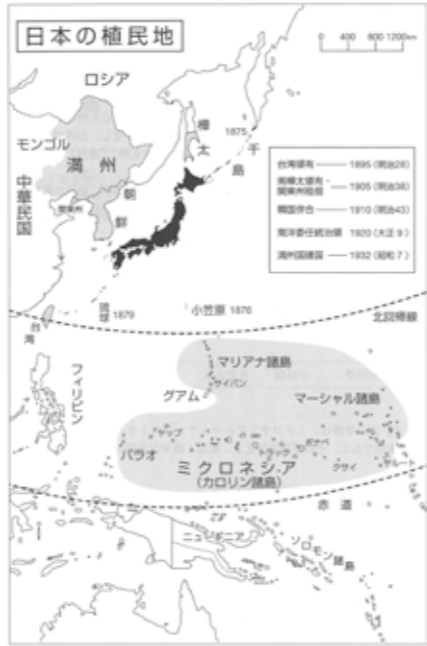 日本の植民地
0 400 800 1200km
ロシア
モンゴル
満州
中華民国
関東州
朝鮮
樺太
1875
千島
台湾領有 1895(明治28)
南樺太領有・
関東州租借 1905(明治38)
韓国併合 1910(明治43)
南洋委任統治領 1920(大正9)
満州国建国 1932(昭和7)
琉球 1879
小笠原 1876
北回帰線
台湾
フィリピン
マリアナ諸島
サイパン
グアム
マーシャル諸島
ヤップ
パラオ
トラック
ポナペ
クサイ
ヤルート
ミクロネシア
(カロリン諸島)
赤道
ニューギニア
ソロモン諸島